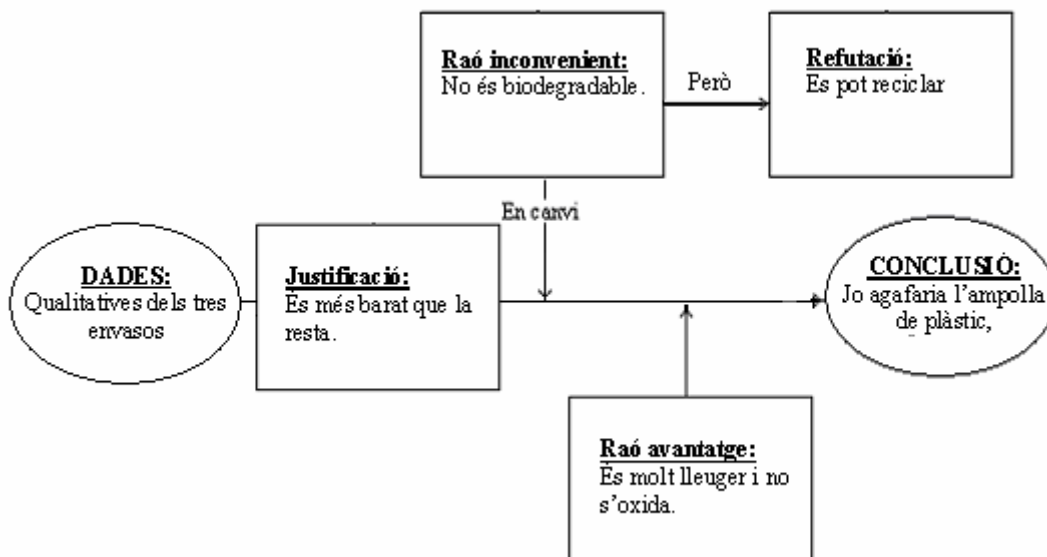 Raó inconvenient:
No és biodegradable.
Però
Refutació:
Es pot reciclar
En canvi
DADES:
Qualitatives dels tres
envasos
Justificació:
És més barat que la
resta.
CONCLUSIÓ:
Jo agafaria l’ampolla
de plàstic,
Raó avantatge:
És molt lleuger i no
s’oxida.